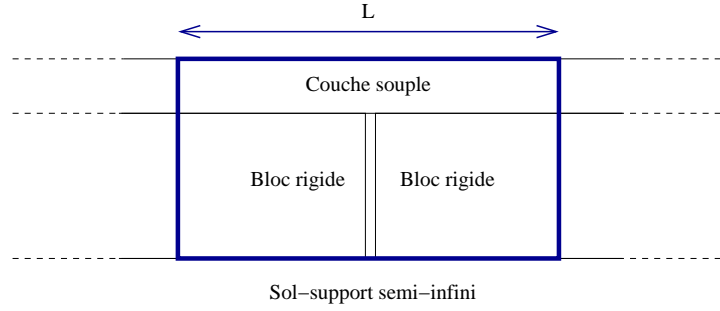 L
Couche souple
Bloc rigide Bloc rigide
Sol-support semi-infini